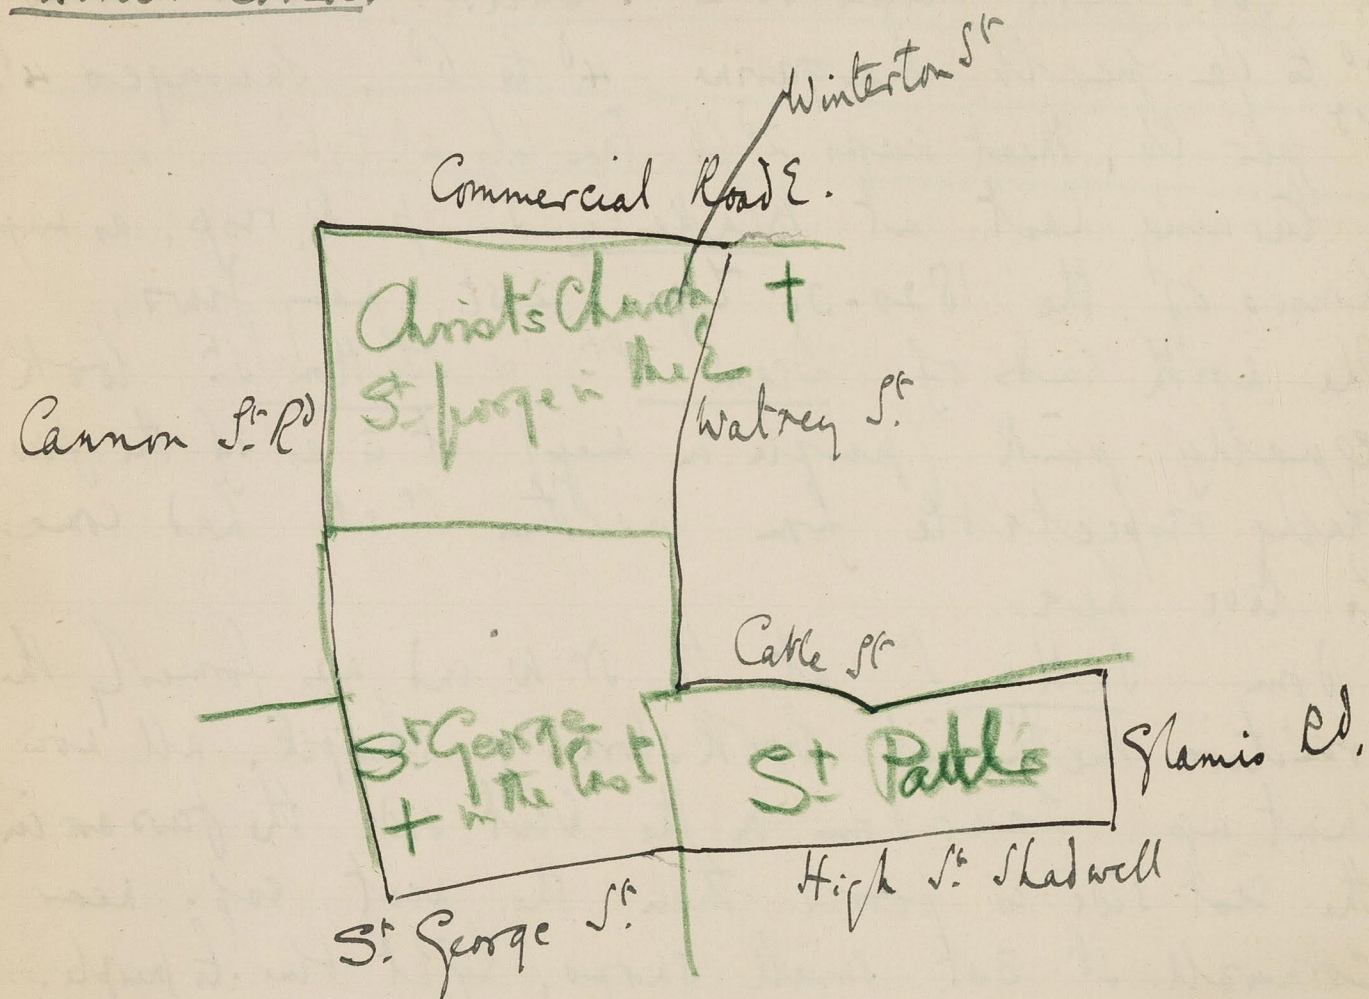 Winterton St
Commercial Road E.
Christ's Church
St George in the E
Cannon St. Rd
Watney St.
Cable St
St George
in the East
St Paul's
Glamis Rd.
High St. Shadwell
St. George St.